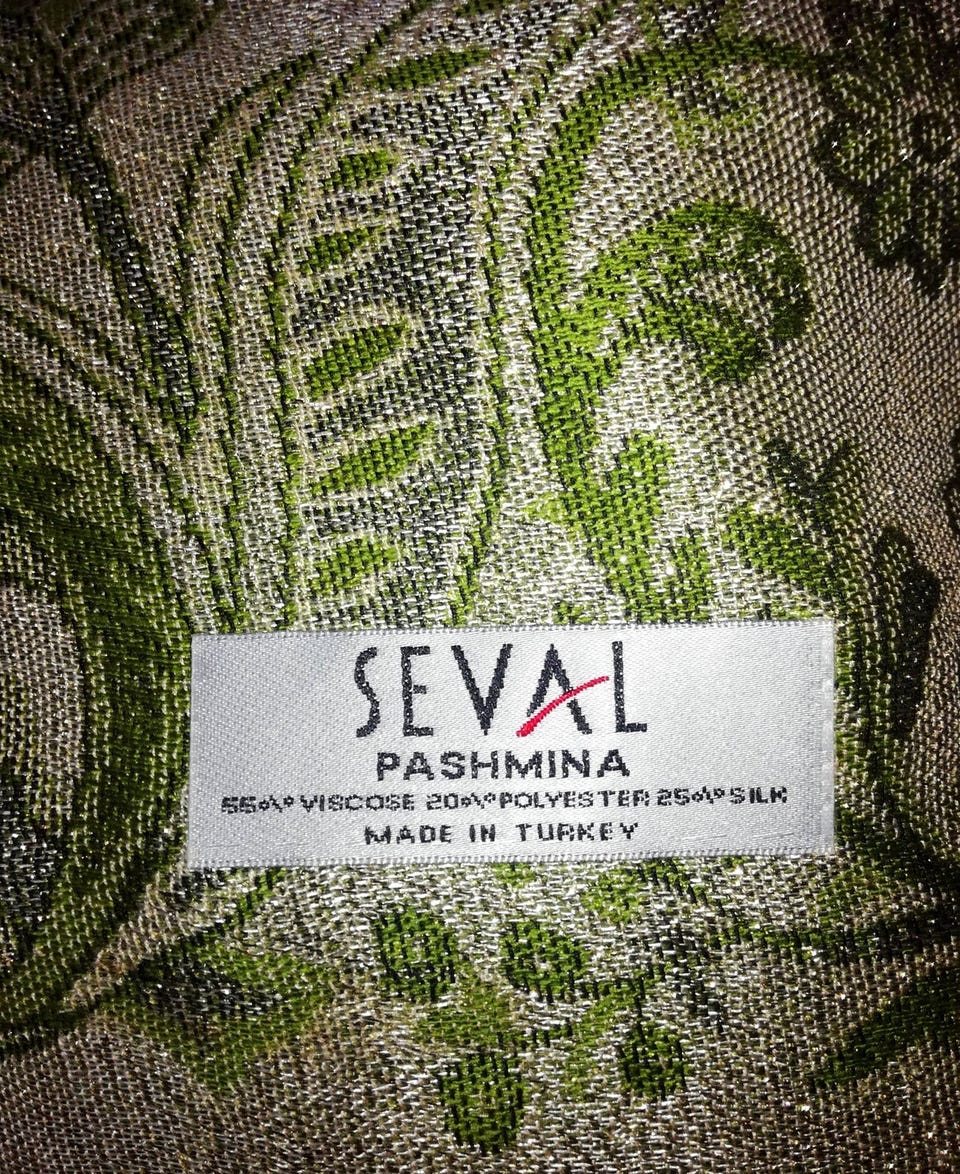 SEVAL
PASHMINA
55% VISCOSE 20% POLYESTER 25% SILK
MADE IN TURKEY